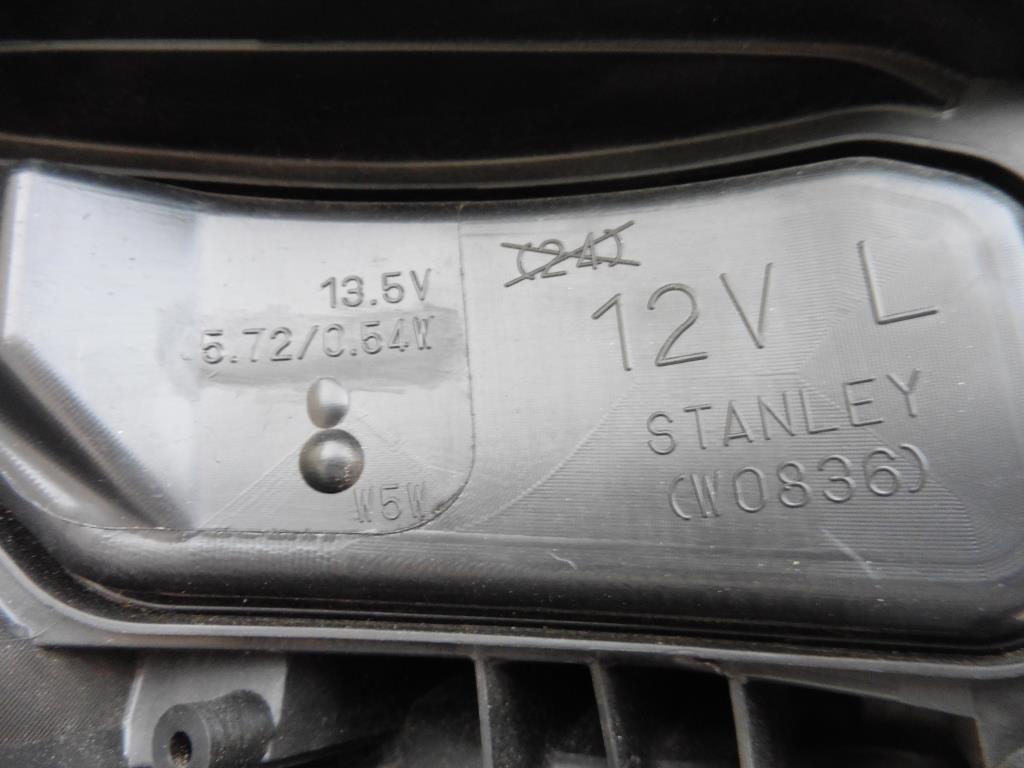 13.5V
5.72/0.54W
W5W
(24)
12V L
STANLEY
(W0836)